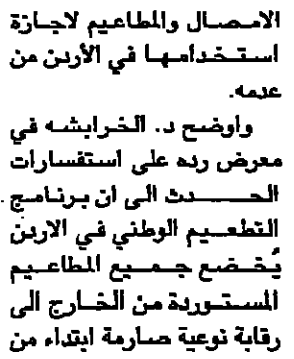 الامصال والمطاعيم لاجازة
استخدامها في الأردن من
عدمه.
واوضح د. الخرابشه في
معرض رده على استفسارات
الحدث الى ان برنامج
التطعيم الوطني في الاردن
يُخضع جميع المطاعيم
المستوردة من الخارج الى
رقابة نوعية صارمة ابتداء من